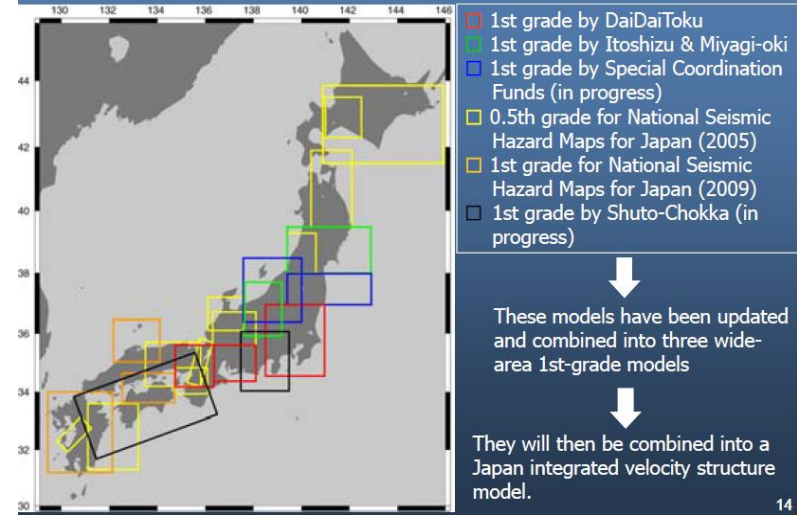 130 132 134 136 138 140 142 144 146
44
42
40
38
36
34
32
30
1st grade by DaiDaiToku
1st grade by Itoshizu & Miyagi-oki
1st grade by Special Coordination
Funds (in progress)
0.5th grade for National Seismic
Hazard Maps for Japan (2005)
1st grade for National Seismic
Hazard Maps for Japan (2009)
1st grade by Shuto-Chokka (in
progress)
These models have been updated
and combined into three wide-
area 1st-grade models
They will then be combined into a
Japan integrated velocity structure
model.
14